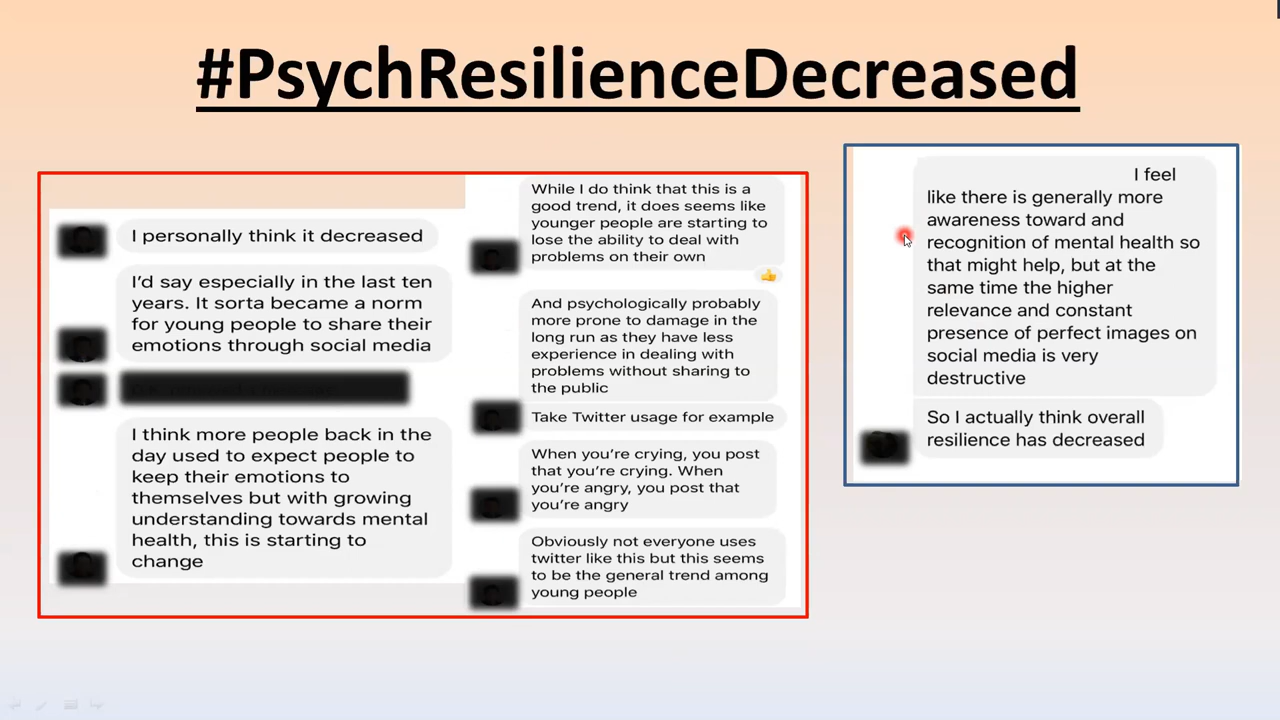 #PsychResilienceDecreased
I personally think it decreased
I'd say especially in the last ten
years. It sorta became a norm
for young people to share their
emotions through social media
I think more people back in the
day used to expect people to
keep their emotions to
themselves but with growing
understanding towards mental
health, this is starting to
change
While I do think that this is a
good trend, it does seems like
younger people are starting to
lose the ability to deal with
problems on their own
And psychologically probably
more prone to damage in the
long run as they have less
experience in dealing with
problems without sharing to
the public
Take Twitter usage for example
When you're crying, you post
that you're crying. When
you're angry, you post that
you're angry
Obviously not everyone uses
twitter like this but this seems
to be the general trend among
young people
I feel
like there is generally more
awareness toward and
recognition of mental health so
that might help, but at the
same time the higher
relevance and constant
presence of perfect images on
social media is very
destructive
So I actually think overall
resilience has decreased